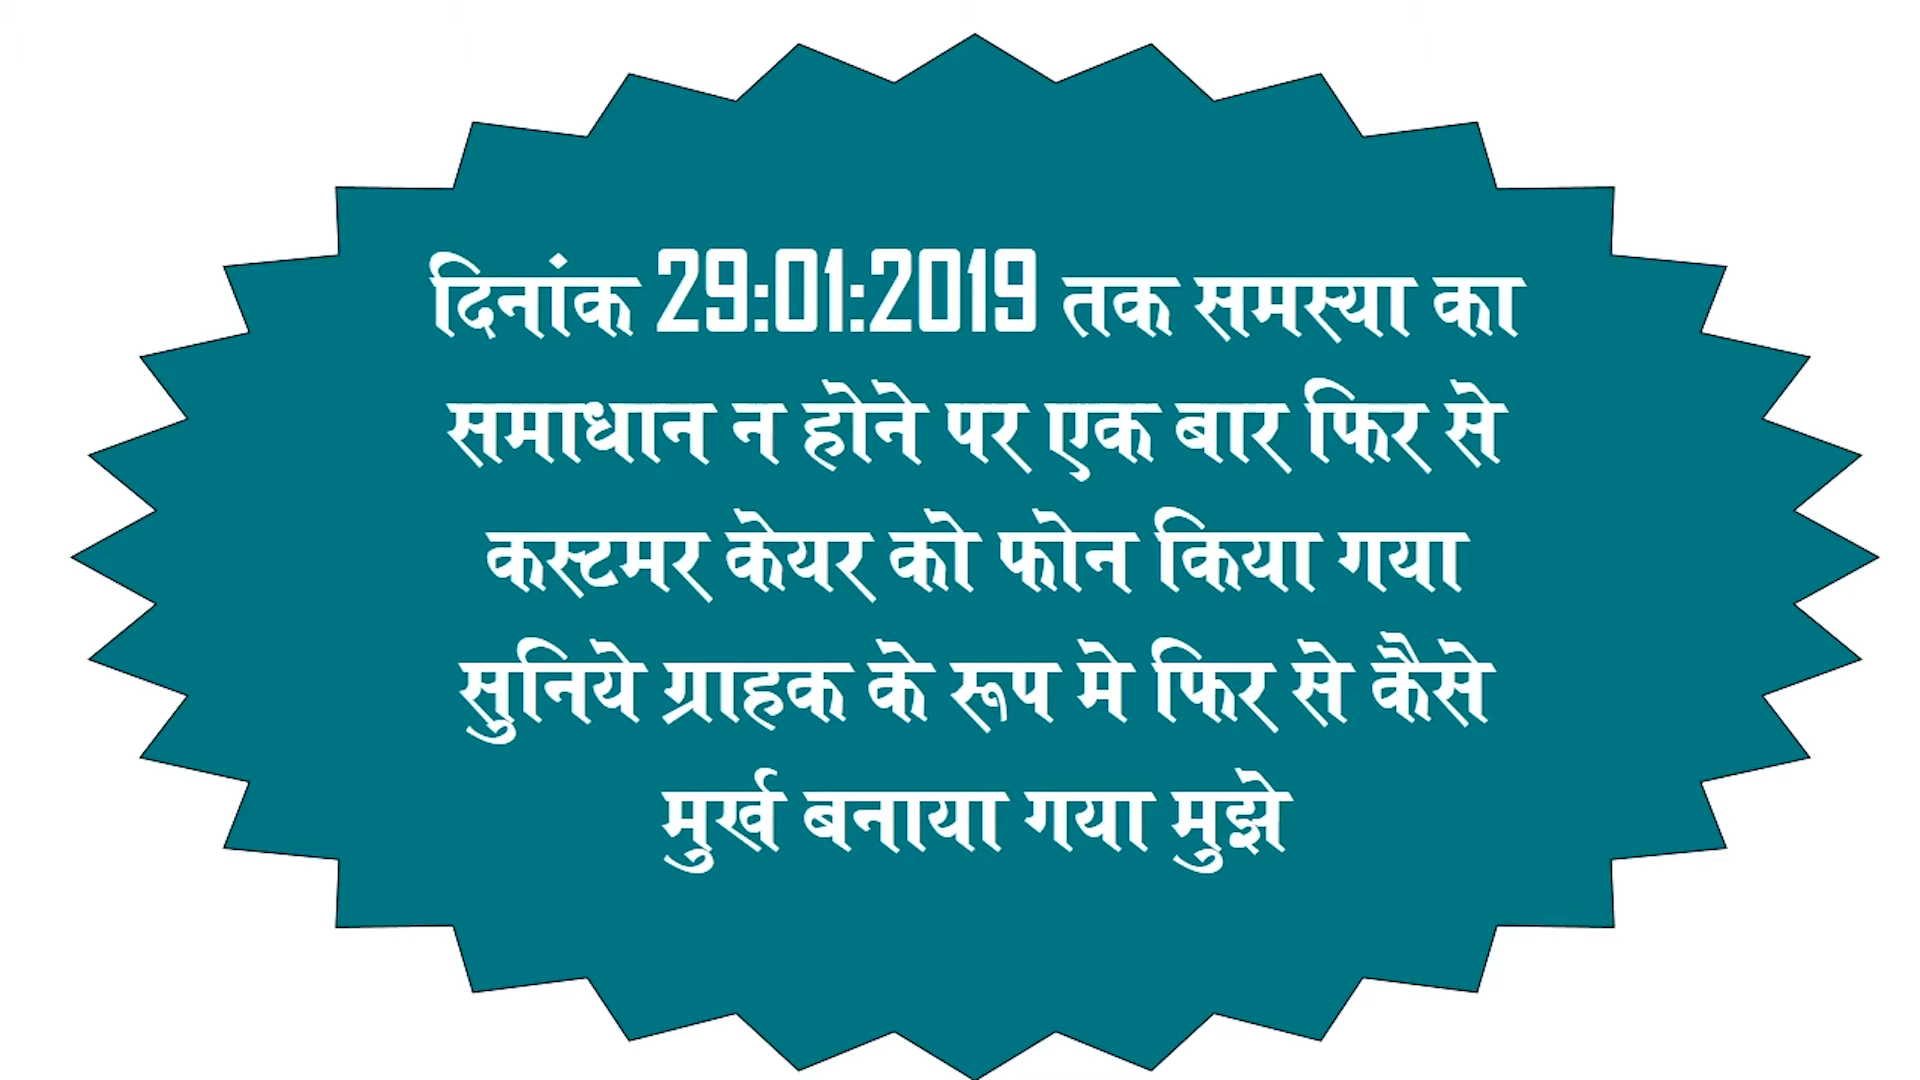 दिनांक 29:01:2019 तक समस्या का
समाधान न होने पर एक बार फिर से
कस्टमर केयर को फोन किया गया
सुनिये ग्राहक के रूप मे फिर से कैसे
मुर्ख बनाया गया मुझे